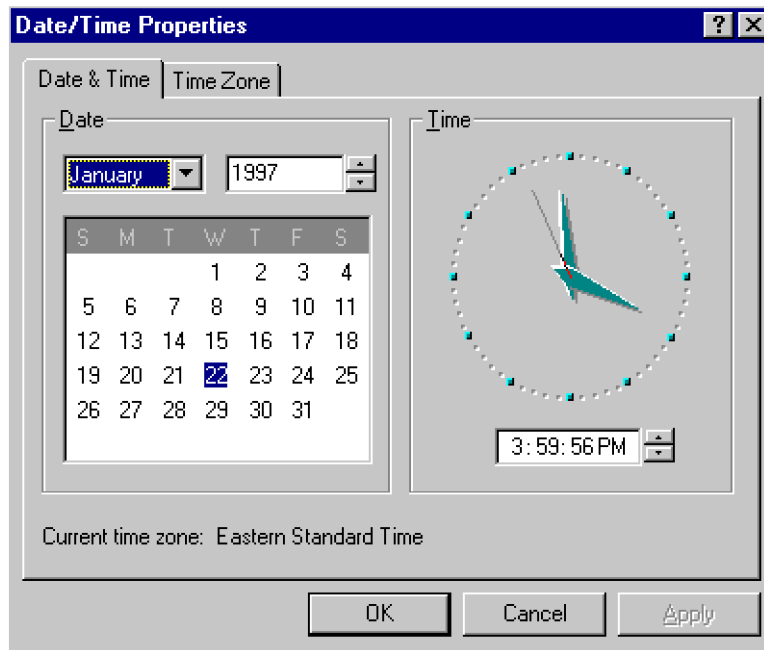 Date/Time Properties
Date & Time
Time Zone
Date
January
1997
S M T W T F S
1 2 3 4
5 6 7 8 9 10 11
12 13 14 15 16 17 18
19 20 21 22 23 24 25
26 27 28 29 30 31
Time
3:59:56 PM
Current time zone: Eastern Standard Time
OK
Cancel
Apply